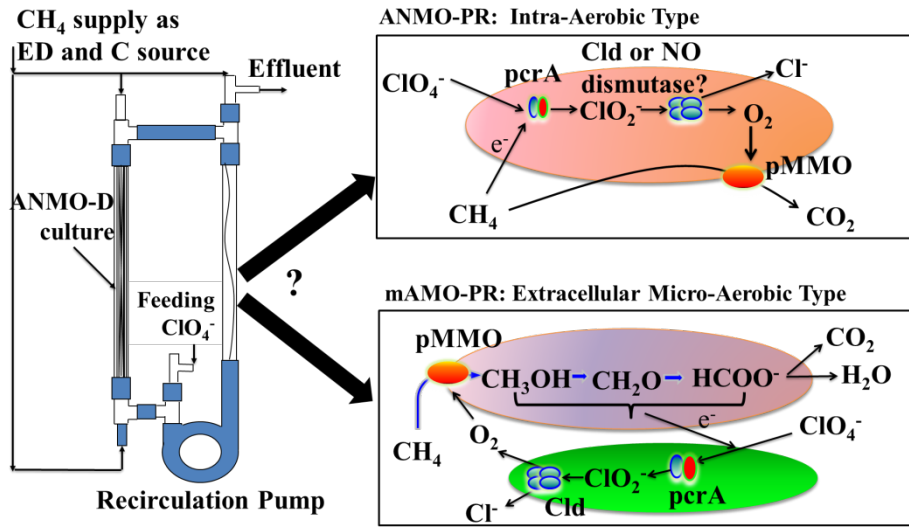 CH₄ supply as
ED and C source
Effluent
ANMO-D
culture
Feeding
ClO₄⁻
Recirculation Pump
?
ANMO-PR: Intra-Aerobic Type
ClO₄⁻
pcrA
Cld or NO
dismutase?
Cl⁻
ClO₂⁻
O₂
e⁻
pMMO
CH₄
CO₂
mAMO-PR: Extracellular Micro-Aerobic Type
pMMO
CH₃OH
CH₂O
HCOO⁻
CO₂
H₂O
e⁻
CH₄
O₂
ClO₄⁻
ClO₂⁻
pcrA
Cl⁻
Cld